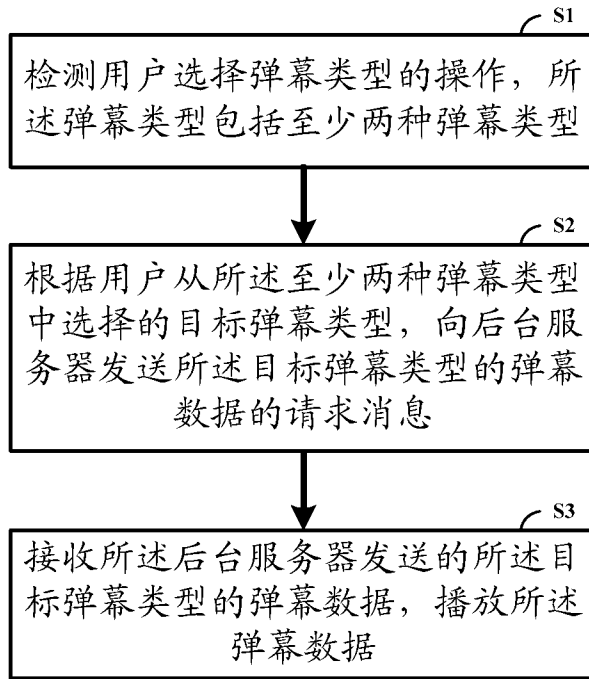 S1
检测用户选择弹幕类型的操作，所
述弹幕类型包括至少两种弹幕类型
S2
根据用户从所述至少两种弹幕类型
中选择的目标弹幕类型，向后台服
务器发送所述目标弹幕类型的弹幕
数据的请求消息
S3
接收所述后台服务器发送的所述目
标弹幕类型的弹幕数据，播放所述
弹幕数据